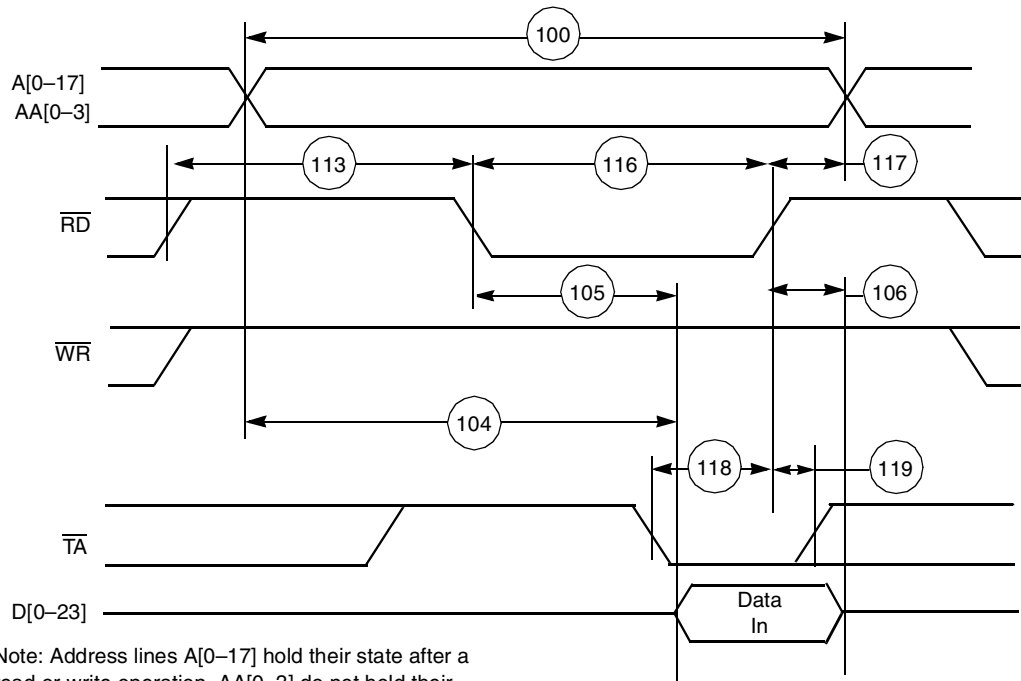 100
A[0–17]
AA[0–3]
113
116
117
RD
105
106
WR
104
118
119
TA
D[0–23]
Data
In
Note: Address lines A[0–17] hold their state after a
read or write operation. AA[0–3] do not hold their